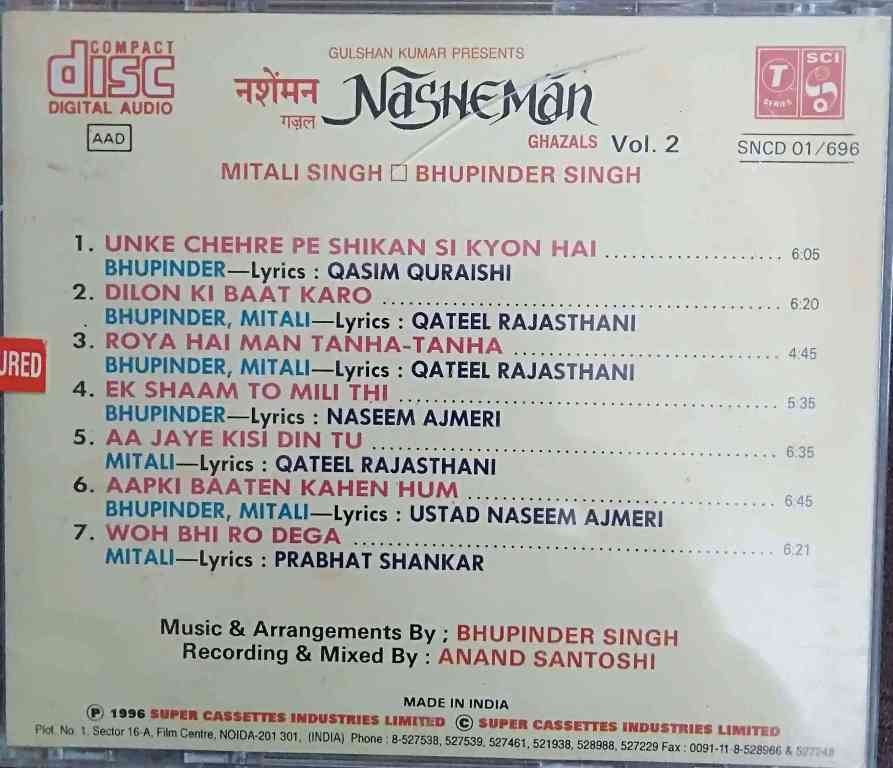 COMPACT
disc
DIGITAL AUDIO
AAD
GULSHAN KUMAR PRESENTS
नशेंमन NASHEMAN
गज़ल
GHAZALS Vol. 2
T
SERIES
SCI
SNCD 01/696
MITALI SINGH □ BHUPINDER SINGH
1. UNKE CHEHRE PE SHIKAN SI KYON HAI .................... 6:05
BHUPINDER—Lyrics : QASIM QURAISHI
2. DILON KI BAAT KARO .................... 6:20
BHUPINDER, MITALI—Lyrics : QATEEL RAJASTHANI
3. ROYA HAI MAN TANHA-TANHA .................... 4:45
BHUPINDER, MITALI—Lyrics : QATEEL RAJASTHANI
4. EK SHAAM TO MILI THI .................... 5:35
BHUPINDER—Lyrics : NASEEM AJMERI
5. AA JAYE KISI DIN TU .................... 6:35
MITALI—Lyrics : QATEEL RAJASTHANI
6. AAPKI BAATEN KAHEN HUM .................... 6:45
BHUPINDER, MITALI—Lyrics : USTAD NASEEM AJMERI
7. WOH BHI RO DEGA .................... 6:21
MITALI—Lyrics : PRABHAT SHANKAR
URED
Music & Arrangements By ; BHUPINDER SINGH
Recording & Mixed By : ANAND SANTOSHI
MADE IN INDIA
Ⓟ 1996 SUPER CASSETTES INDUSTRIES LIMITED © SUPER CASSETTES INDUSTRIES LIMITED
Plot. No. 1. Sector 16-A, Film Centre, NOIDA-201 301, (INDIA) Phone : 8-527538, 527539, 527461, 521938, 528988, 527229 Fax : 0091-11-8-528966 & 527248